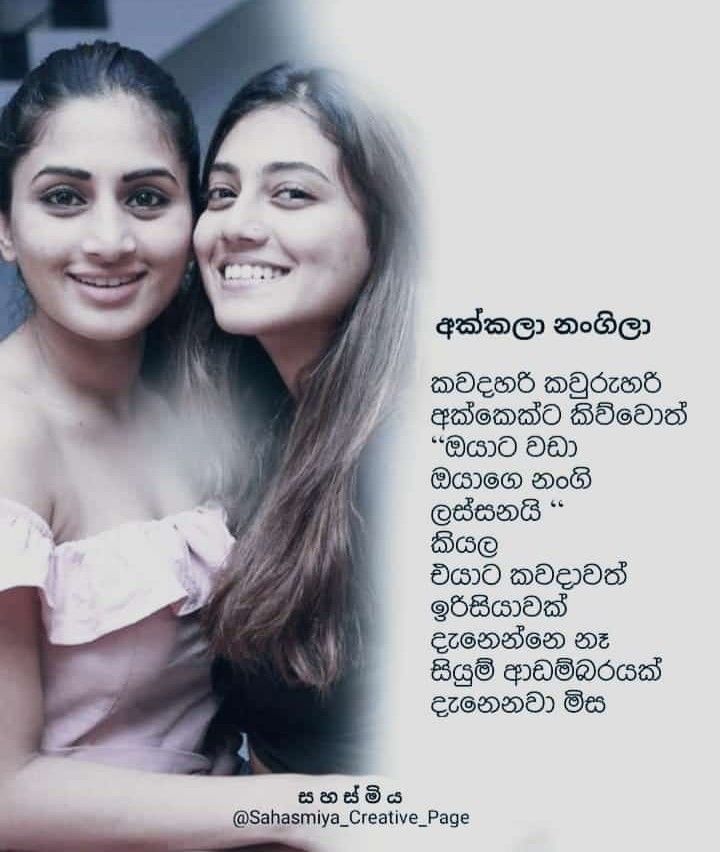 අක්කලා නංගිලා
කවදහරි කවුරුහරි
අක්කෙක්ට කිව්වොත්
“ඔයාට වඩා
ඔයාගෙ නංගි
ලස්සනයි “
කියල
එයාට කවදාවත්
ඉරිසියාවක්
දැනෙන්නෙ නෑ
සියුම් ආඩම්බරයක්
දැනෙනවා මිස
ස හ ස් මි ය
@Sahasmiya_Creative_Page